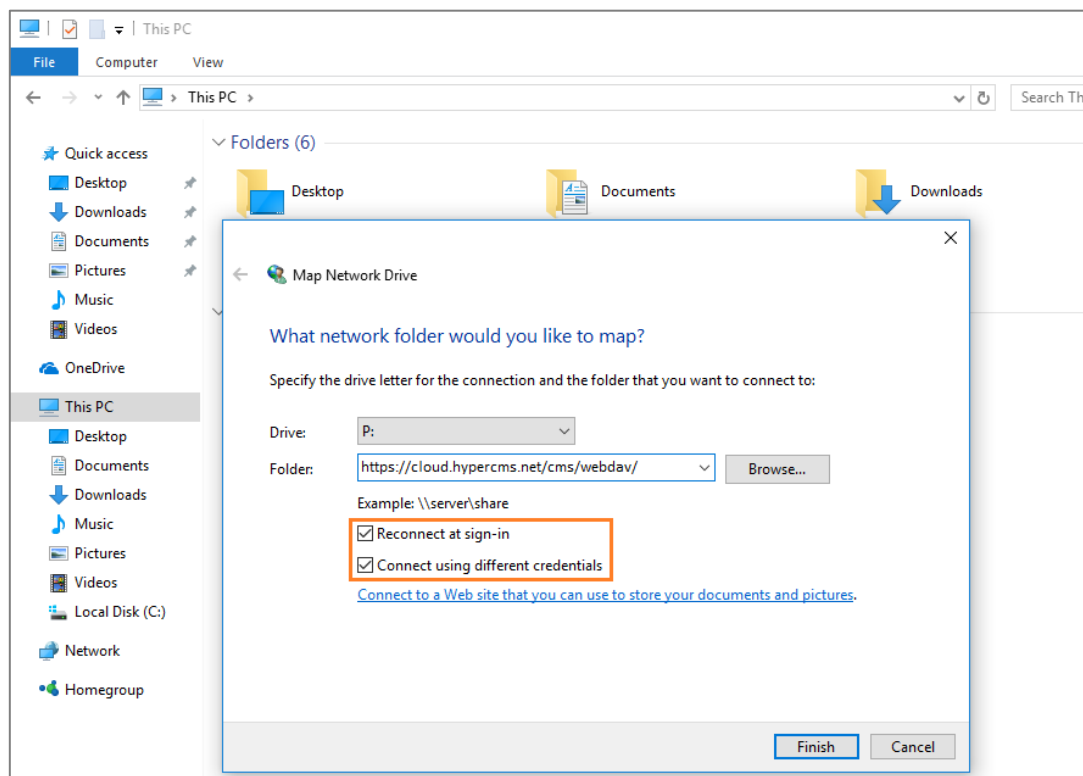 This PC
File Computer View
This PC
Search Th
Quick access
Desktop
Downloads
Documents
Pictures
Music
Videos
OneDrive
This PC
Desktop
Documents
Downloads
Music
Pictures
Videos
Local Disk (C:)
Network
Homegroup
Folders (6)
Desktop Documents Downloads
Map Network Drive
What network folder would you like to map?
Specify the drive letter for the connection and the folder that you want to connect to:
Drive: P:
Folder: https://cloud.hypercms.net/cms/webdav/ Browse...
Example: \\server\share
Reconnect at sign-in
Connect using different credentials
Connect to a Web site that you can use to store your documents and pictures.
Finish Cancel